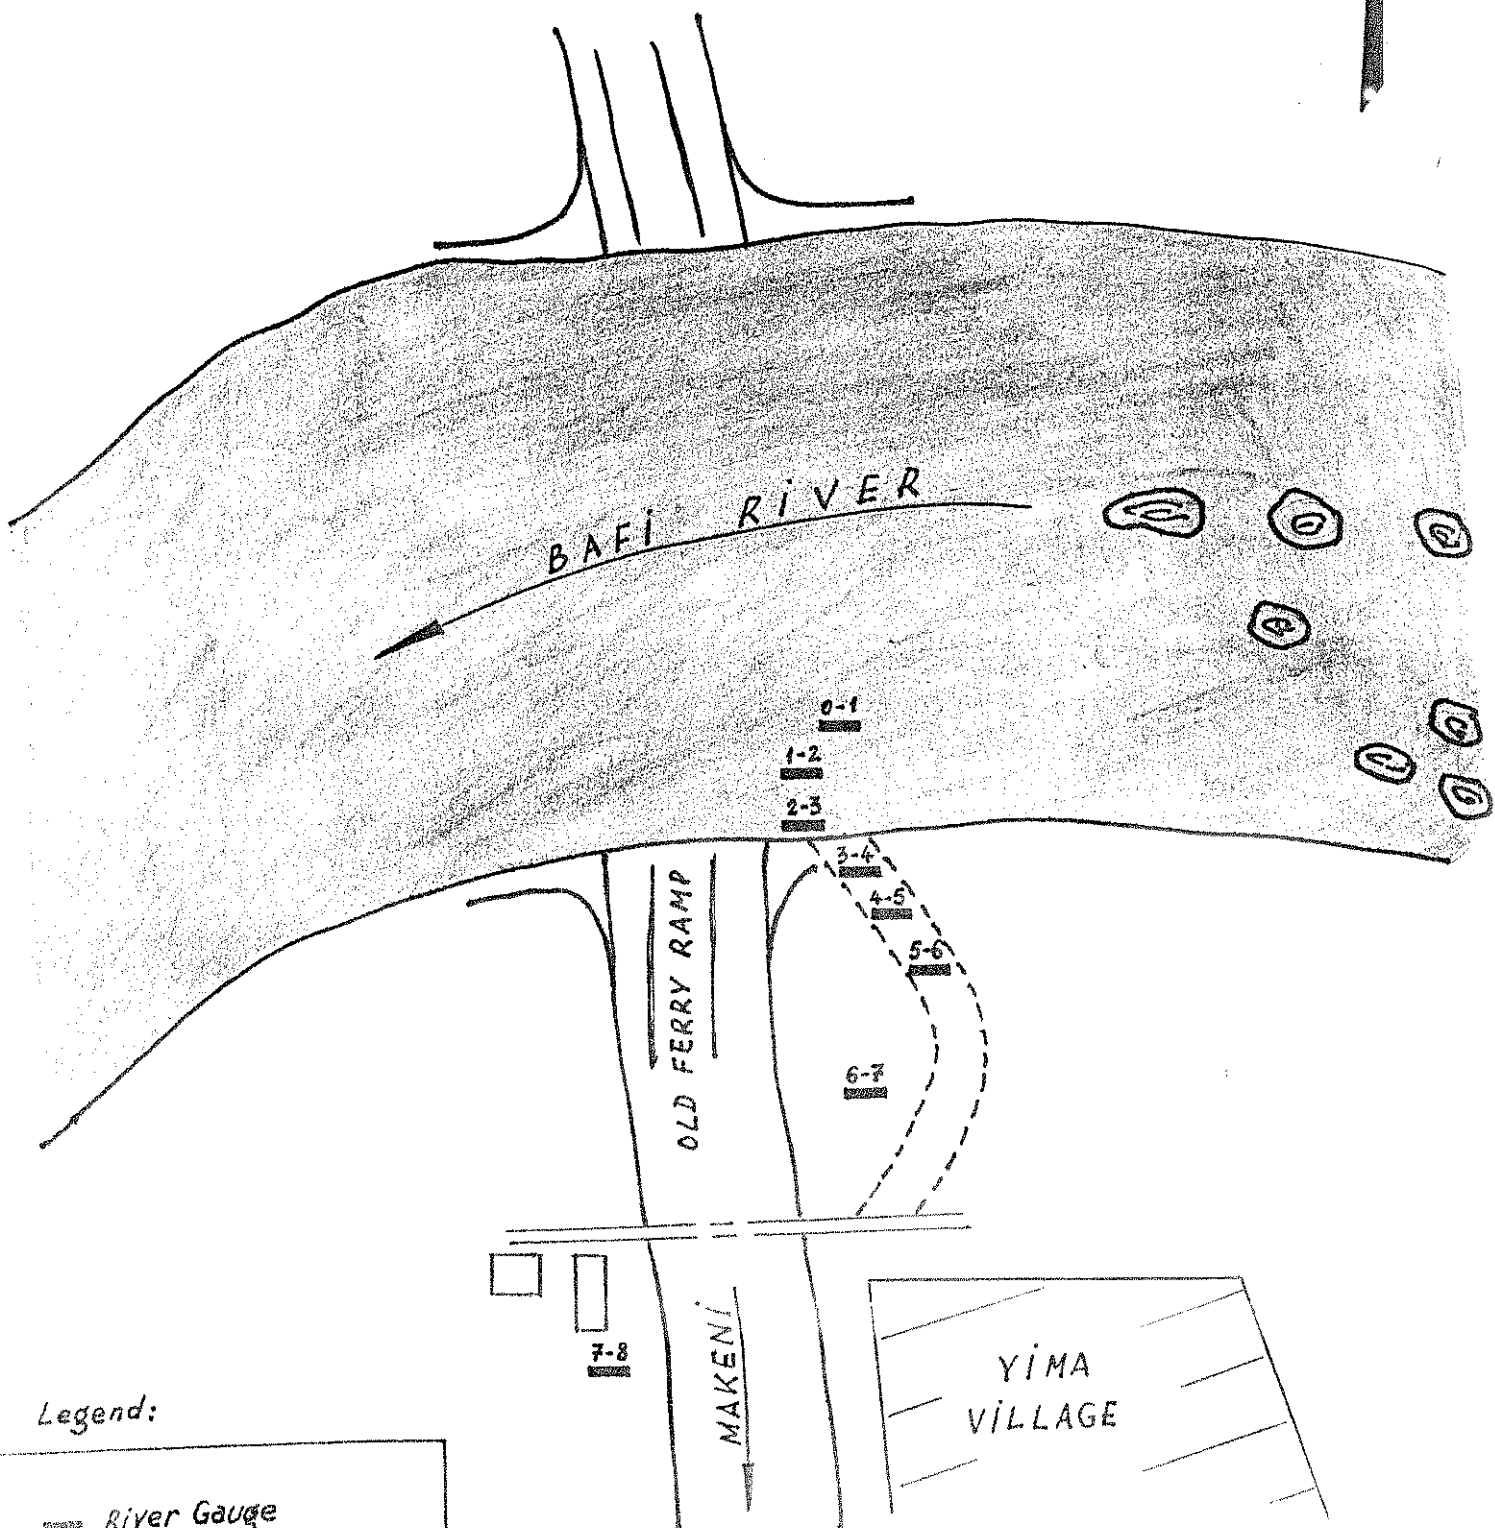 BAFİ RİVER
0-1
1-2
2-3
3-4
4-5
5-6
OLD FERRY RAMP
6-7
7-8
MAKENİ
YİMA
VİLLAGE
Legend:
River Gauge